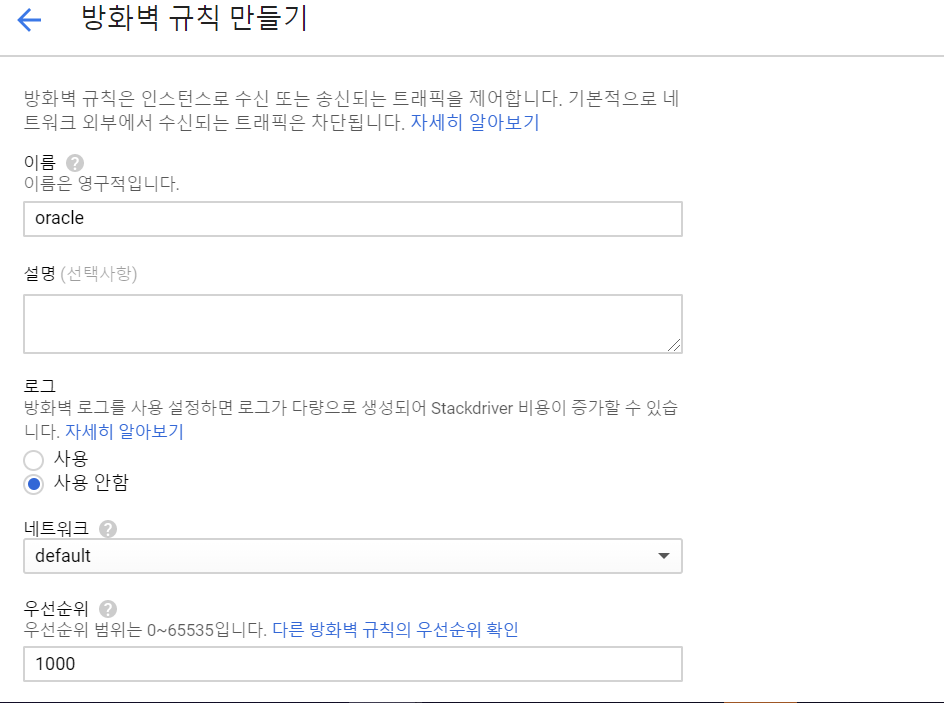 방화벽 규칙 만들기
방화벽 규칙은 인스턴스로 수신 또는 송신되는 트래픽을 제어합니다. 기본적으로 네
트워크 외부에서 수신되는 트래픽은 차단됩니다. 자세히 알아보기
이름 ?
이름은 영구적입니다.
oracle
설명 (선택사항)
로그
방화벽 로그를 사용 설정하면 로그가 다량으로 생성되어 Stackdriver 비용이 증가할 수 있습
니다. 자세히 알아보기
사용
사용 안함
네트워크 ?
default
우선순위 ?
우선순위 범위는 0~65535입니다. 다른 방화벽 규칙의 우선순위 확인
1000